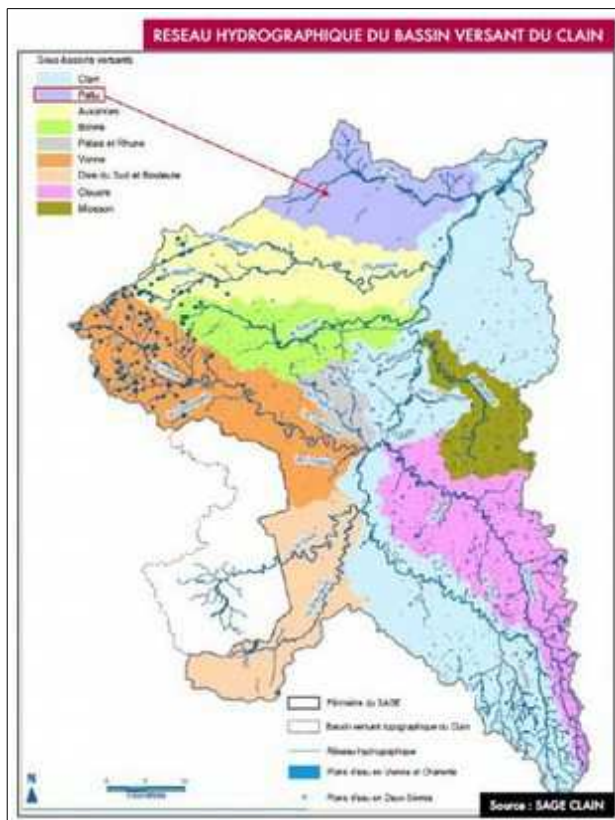 RESEAU HYDROGRAPHIQUE DU BASSIN VERSANT DU CLAIN
Sous-bassins versants
Clain
Pallu
Auxances
Boivre
Palais et Rhune
Vonne
Dive du Sud et Bouleure
Clouère
Miosson
Périmètre du SAGE
Bassin versant topographique du Clain
Réseau hydrographique
Plans d'eau en Vienne et Charente
Plans d'eau en Deux-Sèvres
N
Source : SAGE CLAIN